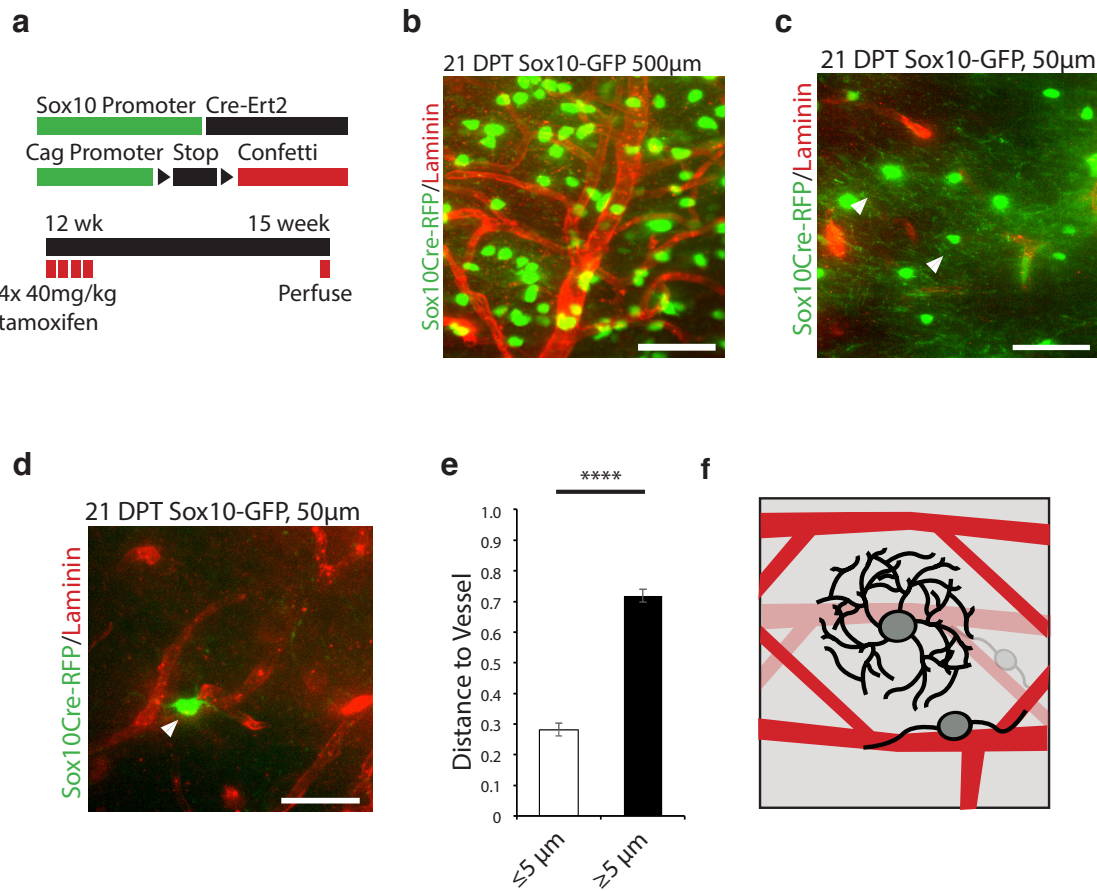 a
Sox10 Promoter Cre-Ert2
Cag Promoter Stop Confetti
12 wk 15 week
4x 40mg/kg Perfuse
tamoxifen
b
21 DPT Sox10-GFP 500µm
Sox10Cre-RFP/Laminin
c
21 DPT Sox10-GFP, 50µm
Sox10Cre-RFP/Laminin
d
21 DPT Sox10-GFP, 50µm
Sox10Cre-RFP/Laminin
e
****
Distance to Vessel
1.0
0.9
0.8
0.7
0.6
0.5
0.4
0.3
0.2
0.1
0
≤5 µm
≥5 µm
f